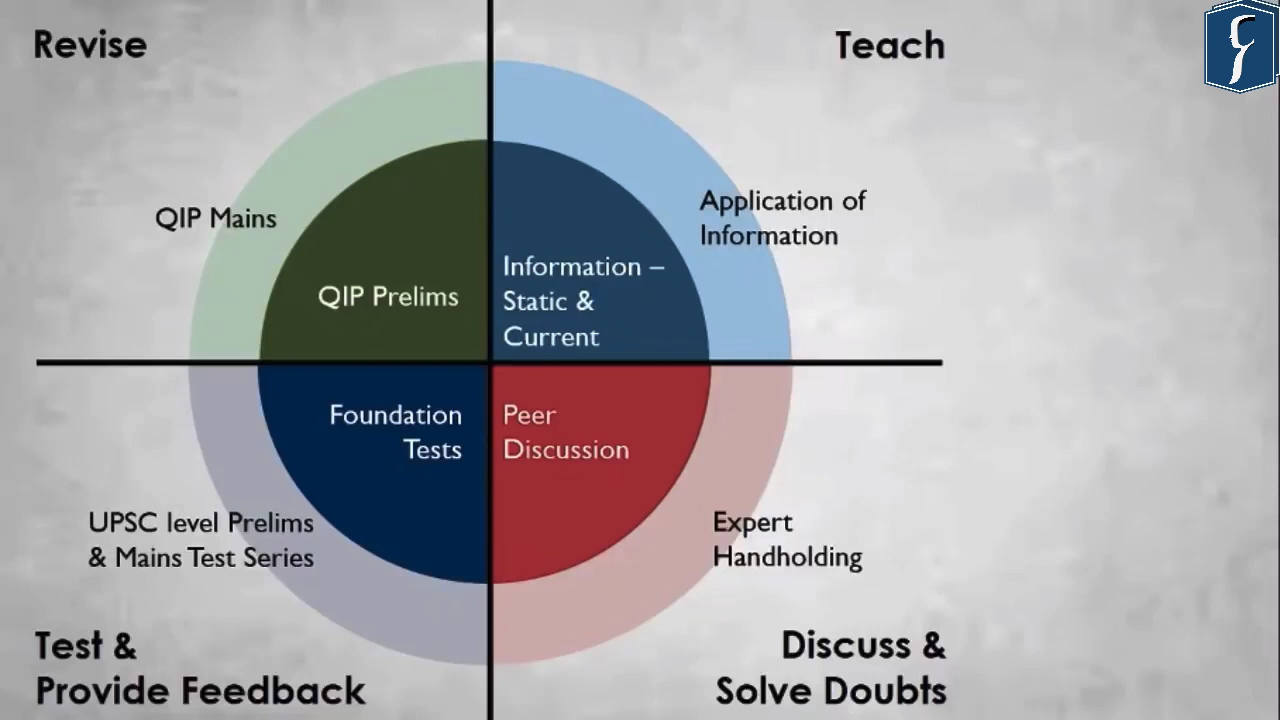 Revise
Teach
QIP Mains
QIP Prelims
Application of
Information
Information –
Static &
Current
Foundation
Tests
Peer
Discussion
UPSC level Prelims
& Mains Test Series
Expert
Handholding
Test &
Provide Feedback
Discuss &
Solve Doubts